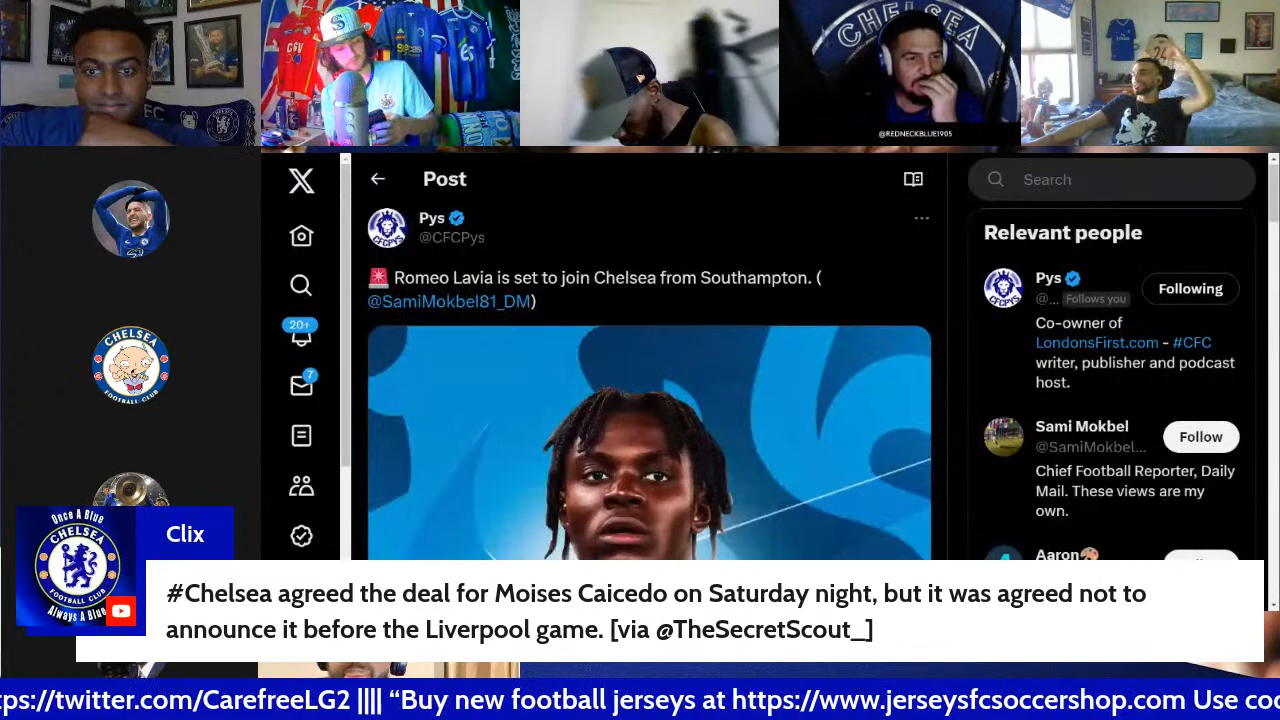 CHELSEA
@REDNECKBLUE1905
Post
Search
Pys
@CFCPys
Romeo Lavia is set to join Chelsea from Southampton. (
@SamiMokbel81_DM)
20+
7
Relevant people
Pys
@... Follows you
Following
Co-owner of
LondonsFirst.com - #CFC
writer, publisher and podcast
host.
Sami Mokbel
@SamiMokbel...
Follow
Chief Football Reporter, Daily
Mail. These views are my
own.
Aaron
CHELSEA
FOOTBALL CLUB
Once A Blue
CHELSEA
FOOTBALL CLUB
Always A Blue
Clix
#Chelsea agreed the deal for Moises Caicedo on Saturday night, but it was agreed not to
announce it before the Liverpool game. [via @TheSecretScout_]
tps://twitter.com/CarefreeLG2 |||| “Buy new football jerseys at https://www.jerseysfcsoccershop.com Use co